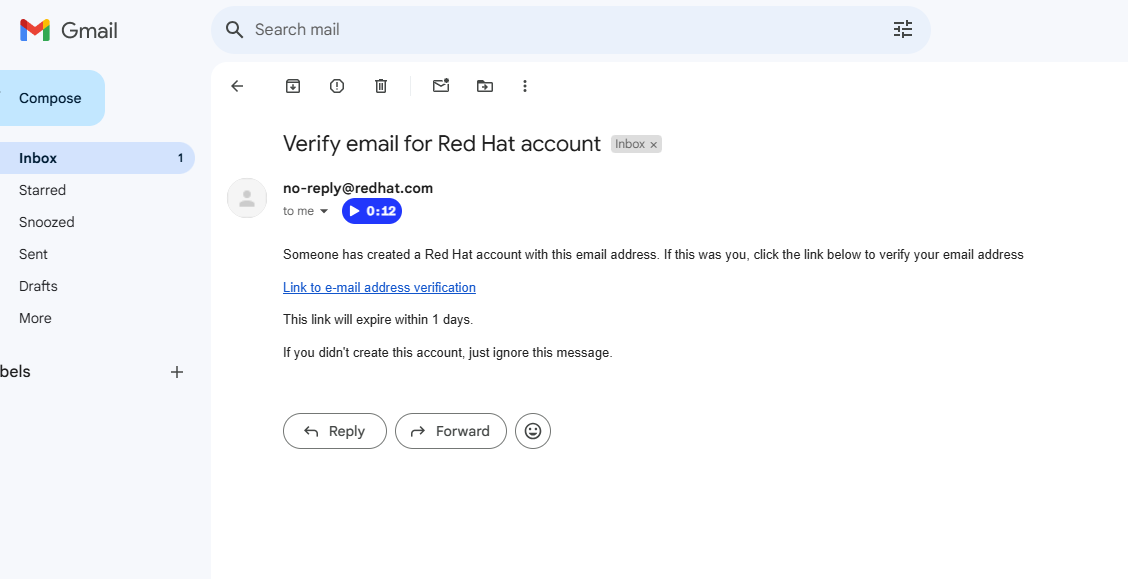 Gmail
Search mail
Compose
Inbox 1
Starred
Snoozed
Sent
Drafts
More
bels
Verify email for Red Hat account Inbox ×
no-reply@redhat.com
to me 0:12
Someone has created a Red Hat account with this email address. If this was you, click the link below to verify your email address
Link to e-mail address verification
This link will expire within 1 days.
If you didn't create this account, just ignore this message.
Reply Forward